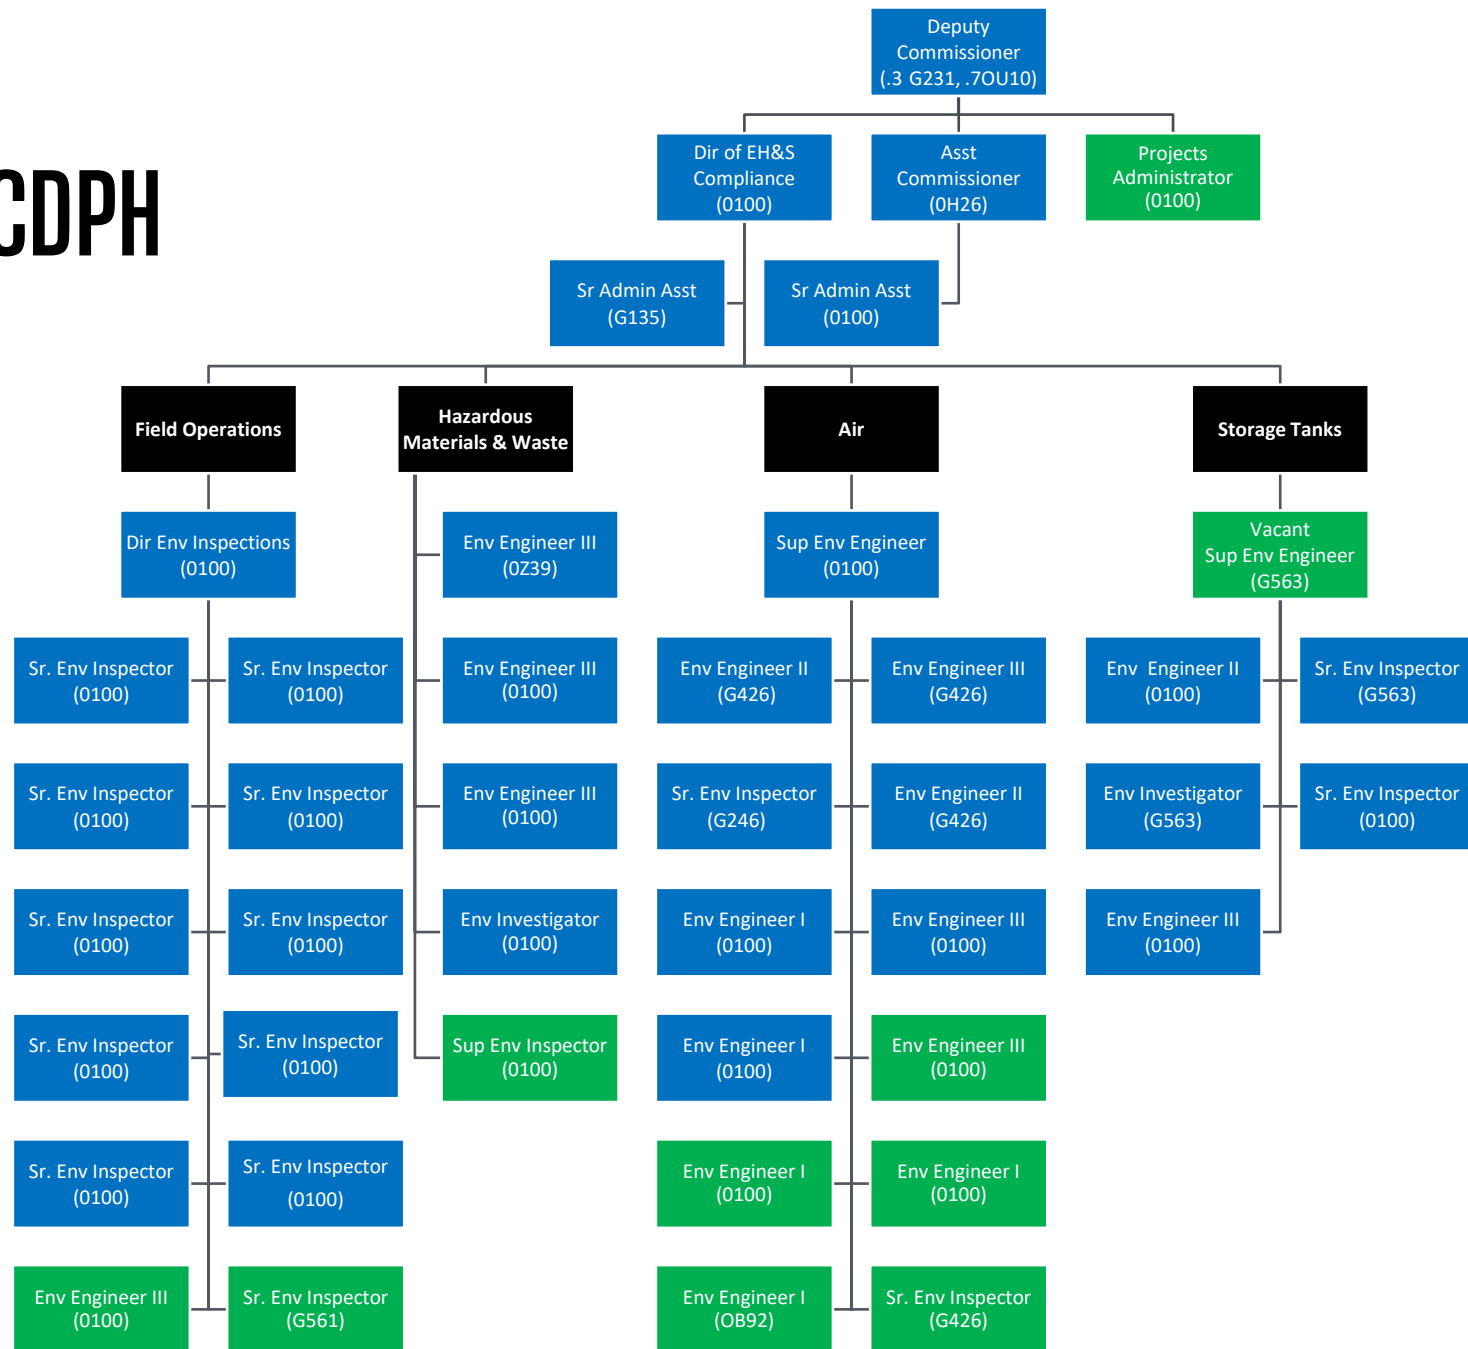 Deputy
Commissioner
(.3 G231, .7OU10)
CDPH
Dir of EH&S
Compliance
(0100)
Asst
Commissioner
(0H26)
Projects
Administrator
(0100)
Sr Admin Asst
(G135)
Sr Admin Asst
(0100)
Field Operations
Hazardous
Materials & Waste
Air
Storage Tanks
Dir Env Inspections
(0100)
Env Engineer III
(0Z39)
Sup Env Engineer
(0100)
Vacant
Sup Env Engineer
(G563)
Sr. Env Inspector
(0100)
Sr. Env Inspector
(0100)
Env Engineer III
(0100)
Env Engineer II
(G426)
Env Engineer III
(G426)
Env  Engineer II
(0100)
Sr. Env Inspector
(G563)
Sr. Env Inspector
(0100)
Sr. Env Inspector
(0100)
Env Engineer III
(0100)
Sr. Env Inspector
(G246)
Env Engineer II
(G426)
Env Investigator
(G563)
Sr. Env Inspector
(0100)
Sr. Env Inspector
(0100)
Sr. Env Inspector
(0100)
Env Investigator
(0100)
Env Engineer I
(0100)
Env Engineer III
(0100)
Env Engineer III
(0100)
Sr. Env Inspector
(0100)
Sr. Env Inspector
(0100)
Sup Env Inspector
(0100)
Env Engineer I
(0100)
Env Engineer III
(0100)
Sr. Env Inspector
(0100)
Sr. Env Inspector
(0100)
Env Engineer I
(0100)
Env Engineer I
(0100)
Env Engineer III
(0100)
Sr. Env Inspector
(G561)
Env Engineer I
(OB92)
Sr. Env Inspector
(G426)